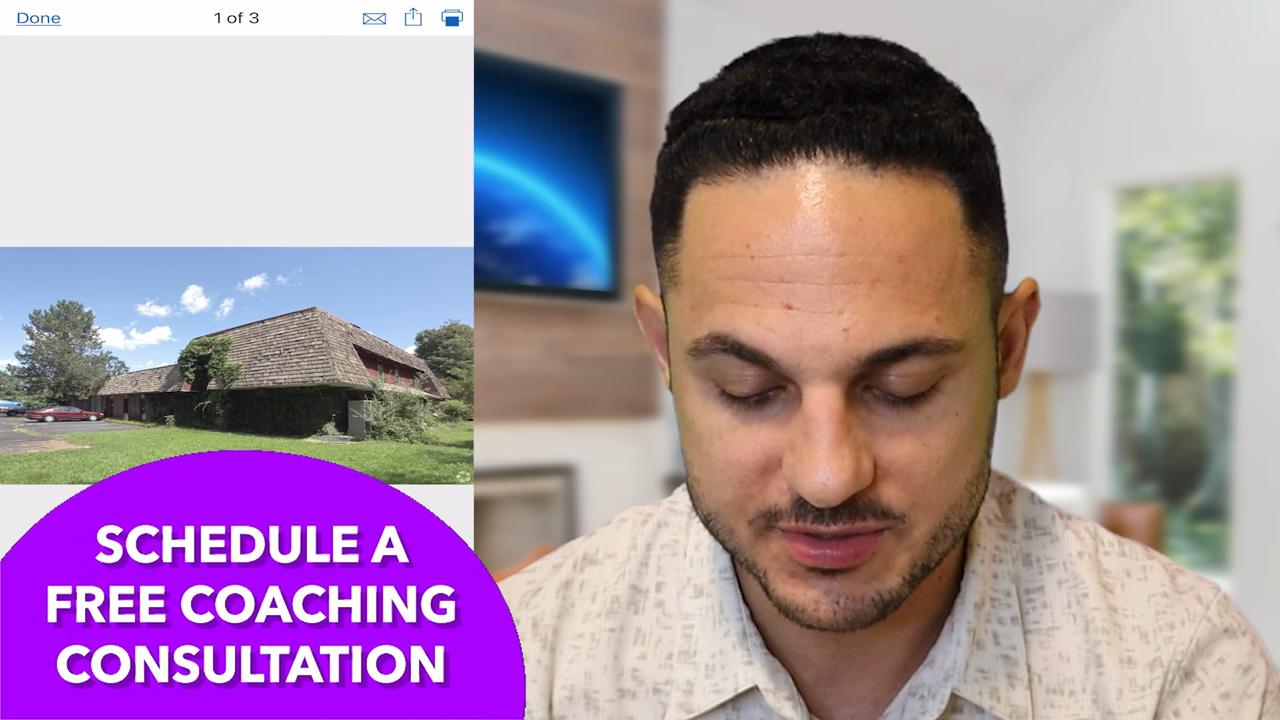 Done
1 of 3
SCHEDULE A
FREE COACHING
CONSULTATION